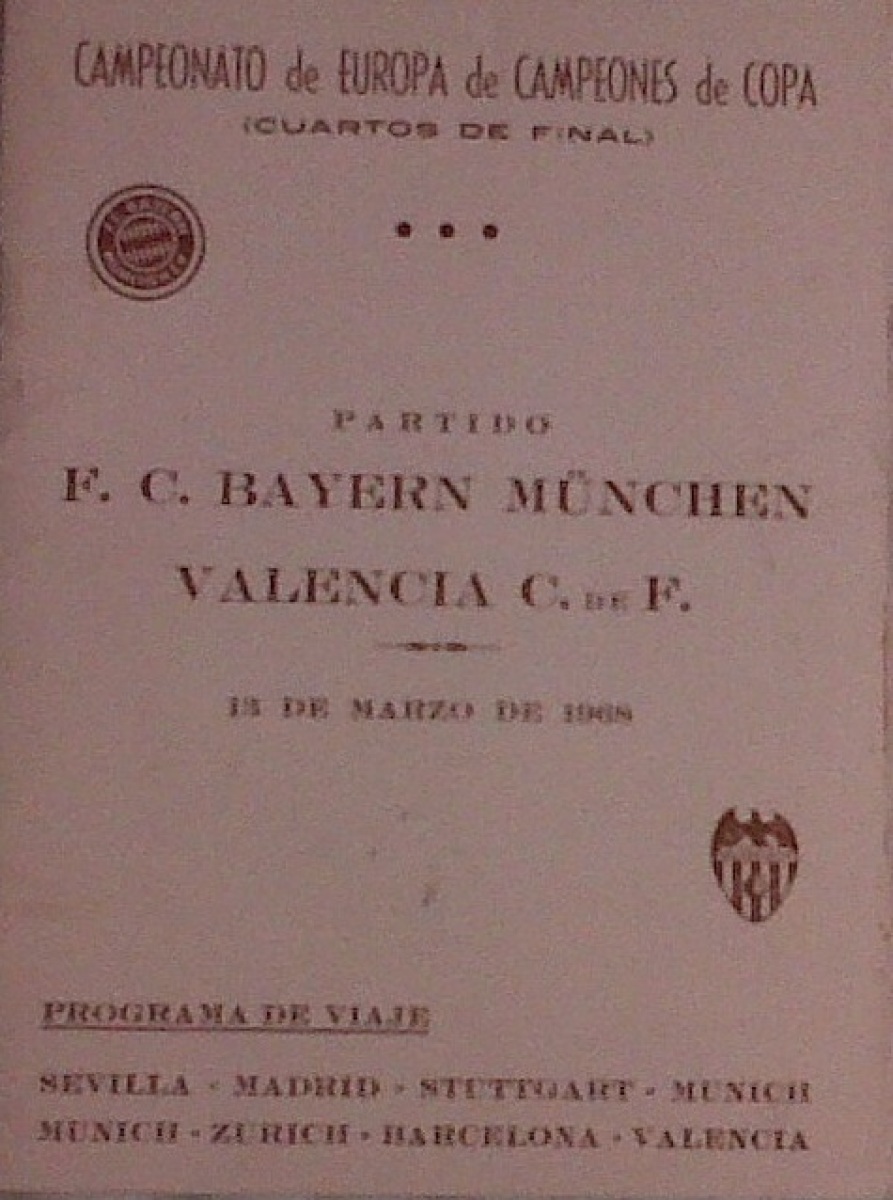 CAMPEONATO de EUROPA de CAMPEONES de COPA
(CUARTOS DE FINAL)
PARTIDO
F. C. BAYERN MÜNCHEN
VALENCIA C. DE F.
13 DE MARZO DE 1968
PROGRAMA DE VIAJE
SEVILLA - MADRID - STUTTGART - MUNICH
MUNICH - ZURICH - BARCELONA - VALENCIA